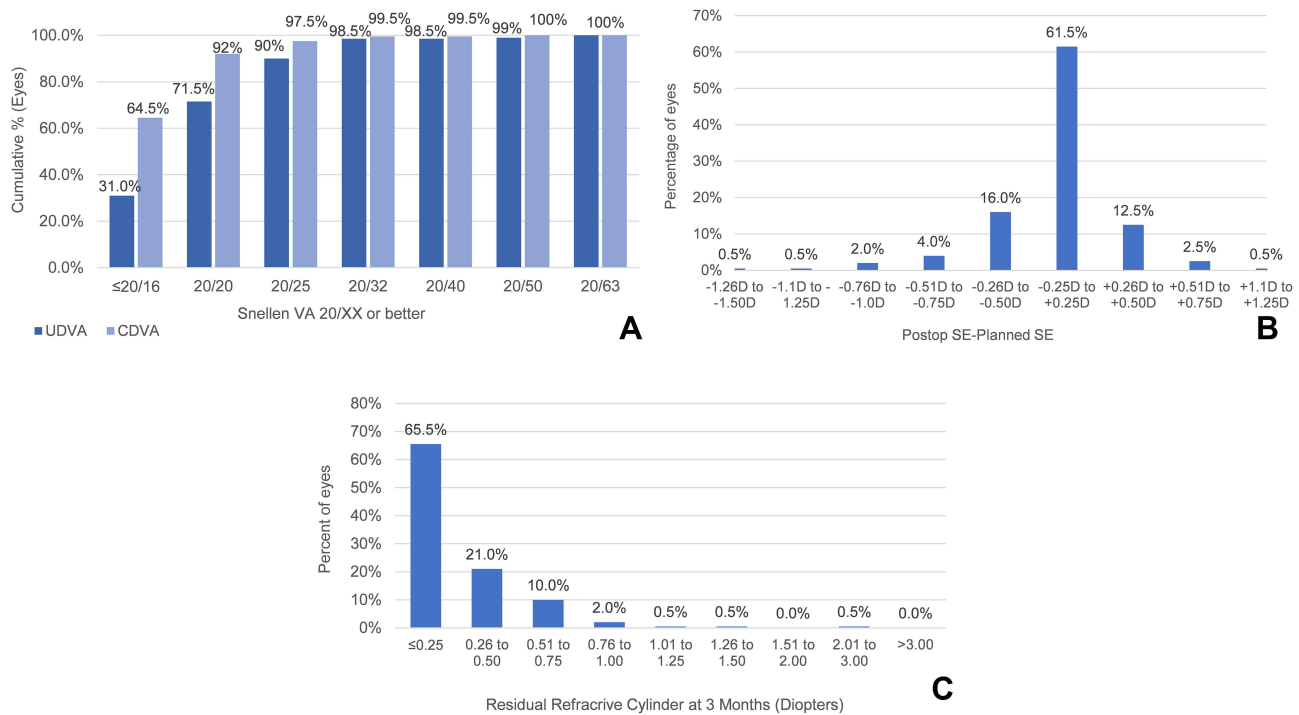 100.0%
80.0%
60.0%
40.0%
20.0%
0.0%
Cumulative % (Eyes)
31.0%
64.5%
71.5%
92%
90%
97.5%
98.5%
99.5%
98.5%
99.5%
99%
100%
100%
≤20/16
20/20
20/25
20/32
20/40
20/50
20/63
Snellen VA 20/XX or better
UDVA
CDVA
A
70%
60%
50%
40%
30%
20%
10%
0%
Percentage of eyes
0.5%
0.5%
2.0%
4.0%
16.0%
61.5%
12.5%
2.5%
0.5%
-1.26D to
-1.50D
-1.1D to -
1.25D
-0.76D to
-1.0D
-0.51D to
-0.75D
-0.26D to
-0.50D
-0.25D to
+0.25D
+0.26D to
+0.50D
+0.51D to
+0.75D
+1.1D to
+1.25D
Postop SE-Planned SE
B
80%
70%
60%
50%
40%
30%
20%
10%
0%
Percent of eyes
65.5%
21.0%
10.0%
2.0%
0.5%
0.5%
0.0%
0.5%
0.0%
≤0.25
0.26 to
0.50
0.51 to
0.75
0.76 to
1.00
1.01 to
1.25
1.26 to
1.50
1.51 to
2.00
2.01 to
3.00
>3.00
Residual Refracrive Cylinder at 3 Months (Diopters)
C